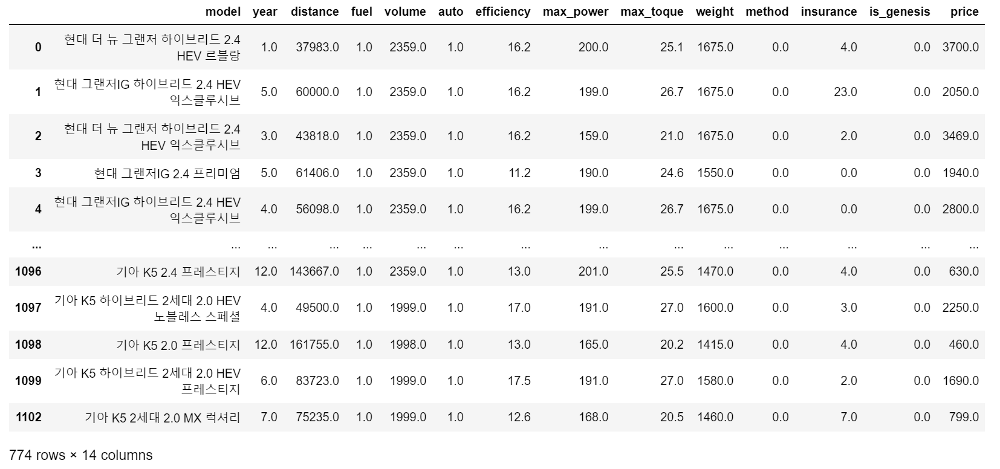 model year distance fuel volume auto efficiency max_power max_toque weight method insurance is_genesis price
0 현대 더 뉴 그랜저 하이브리드 2.4 HEV 르블랑 1.0 37983.0 1.0 2359.0 1.0 16.2 200.0 25.1 1675.0 0.0 4.0 0.0 3700.0
1 현대 그랜저IG 하이브리드 2.4 HEV 익스클루시브 5.0 60000.0 1.0 2359.0 1.0 16.2 199.0 26.7 1675.0 0.0 23.0 0.0 2050.0
2 현대 더 뉴 그랜저 하이브리드 2.4 HEV 익스클루시브 3.0 43818.0 1.0 2359.0 1.0 16.2 159.0 21.0 1675.0 0.0 2.0 0.0 3469.0
3 현대 그랜저IG 2.4 프리미엄 5.0 61406.0 1.0 2359.0 1.0 11.2 190.0 24.6 1550.0 0.0 0.0 0.0 1940.0
4 현대 그랜저IG 하이브리드 2.4 HEV 익스클루시브 4.0 56098.0 1.0 2359.0 1.0 16.2 199.0 26.7 1675.0 0.0 0.0 0.0 2800.0
... ... ... ... ... ... ... ... ... ... ... ... ... ... ...
1096 기아 K5 2.4 프레스티지 12.0 143667.0 1.0 2359.0 1.0 13.0 201.0 25.5 1470.0 0.0 4.0 0.0 630.0
1097 기아 K5 하이브리드 2세대 2.0 HEV 노블레스 스페셜 4.0 49500.0 1.0 1999.0 1.0 17.0 191.0 27.0 1600.0 0.0 3.0 0.0 2250.0
1098 기아 K5 2.0 프레스티지 12.0 161755.0 1.0 1998.0 1.0 13.0 165.0 20.2 1415.0 0.0 4.0 0.0 460.0
1099 기아 K5 하이브리드 2세대 2.0 HEV 프레스티지 6.0 83723.0 1.0 1999.0 1.0 17.5 191.0 27.0 1580.0 0.0 2.0 0.0 1690.0
1102 기아 K5 2세대 2.0 MX 럭셔리 7.0 75235.0 1.0 1999.0 1.0 12.6 168.0 20.5 1460.0 0.0 7.0 0.0 799.0
774 rows × 14 columns